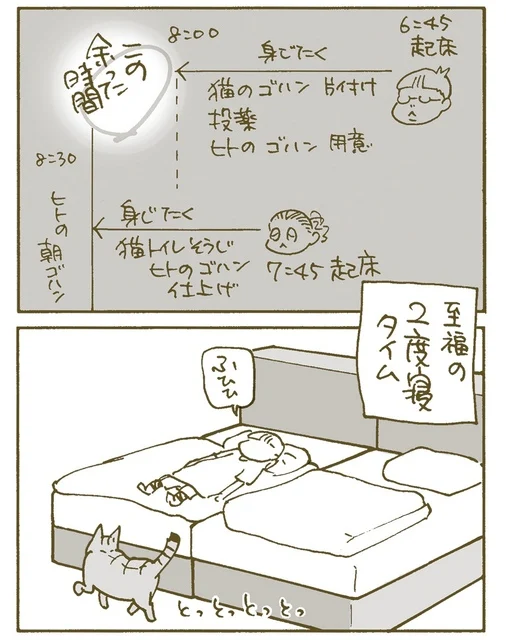 6:45
起床
身じたく
猫のゴハン 片付け
投薬
ヒトの ゴハン 用意
8:00
この
余った
時間
7:45 起床
身じたく
猫トイレそうじ
ヒトのゴハン
仕上げ
8:30
ヒトの朝ゴハン
至福の
2度寝
タイム
ふひひ
とっ とっ とっ とっ